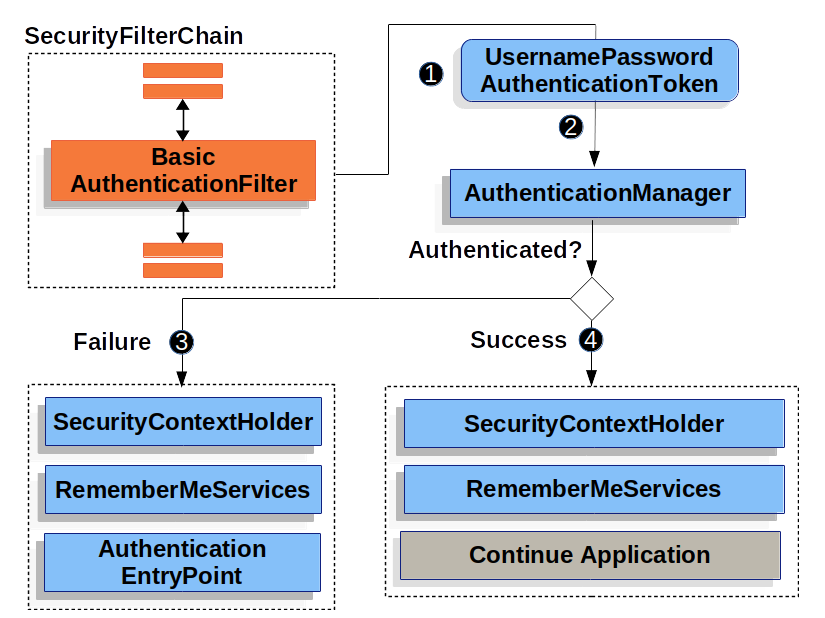 SecurityFilterChain
Basic
AuthenticationFilter
1
UsernamePassword
AuthenticationToken
2
AuthenticationManager
Authenticated?
Failure 3
SecurityContextHolder
RememberMeServices
Authentication
EntryPoint
Success 4
SecurityContextHolder
RememberMeServices
Continue Application